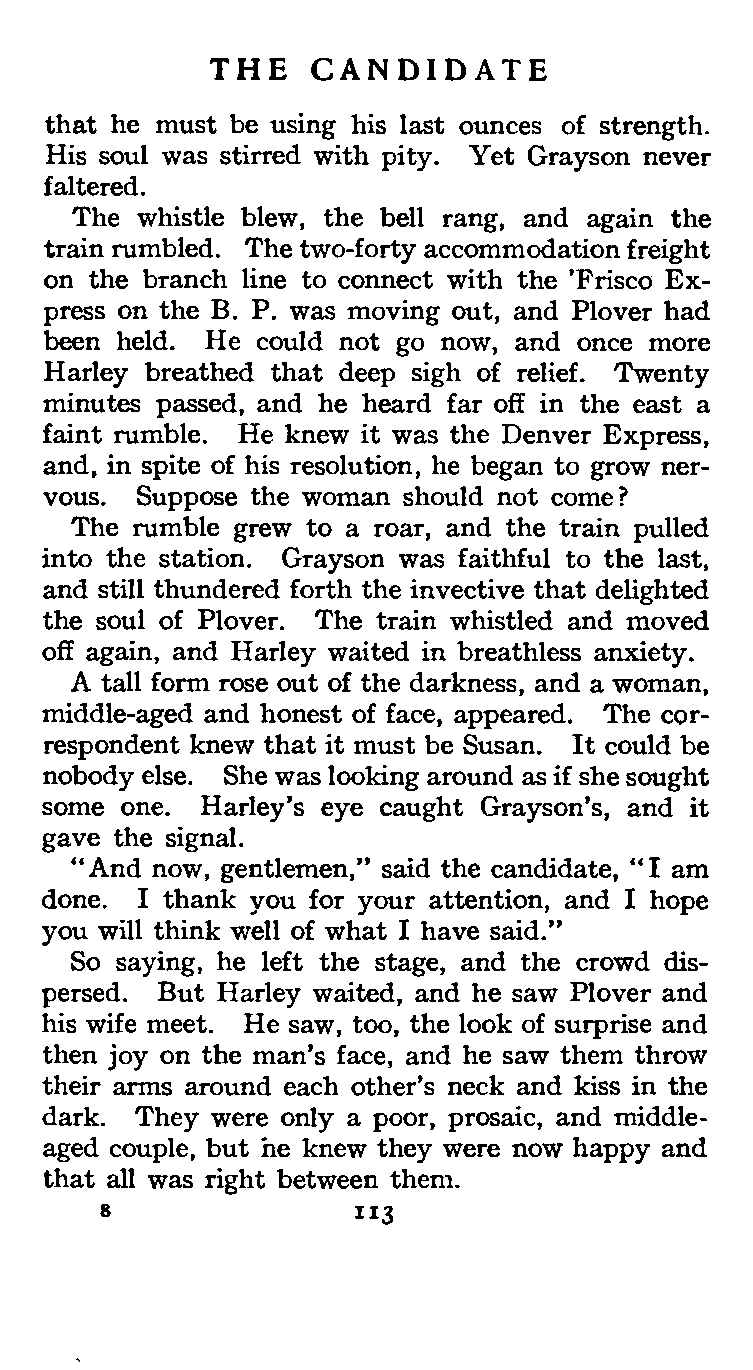 THE CANDIDATE
that he must be using his last ounces of strength.
His soul was stirred with pity. Yet Grayson never
faltered.
The whistle blew, the bell rang, and again the
train rumbled. The two-forty accommodation freight
on the branch line to connect with the 'Frisco Ex-
press on the B. P. was moving out, and Plover had
been held. He could not go now, and once more
Harley breathed that deep sigh of relief. Twenty
minutes passed, and he heard far off in the east a
faint rumble. He knew it was the Denver Express,
and, in spite of his resolution, he began to grow ner-
vous. Suppose the woman should not come?
The rumble grew to a roar, and the train pulled
into the station. Grayson was faithful to the last,
and still thundered forth the invective that delighted
the soul of Plover. The train whistled and moved
off again, and Harley waited in breathless anxiety.
A tall form rose out of the darkness, and a woman,
middle-aged and honest of face, appeared. The cor-
respondent knew that it must be Susan. It could be
nobody else. She was looking around as if she sought
some one. Harley's eye caught Grayson's, and it
gave the signal.
"And now, gentlemen," said the candidate, "I am
done. I thank you for your attention, and I hope
you will think well of what I have said."
So saying, he left the stage, and the crowd dis-
persed. But Harley waited, and he saw Plover and
his wife meet. He saw, too, the look of surprise and
then joy on the man's face, and he saw them throw
their arms around each other's neck and kiss in the
dark. They were only a poor, prosaic, and middle-
aged couple, but he knew they were now happy and
that all was right between them.
8 113